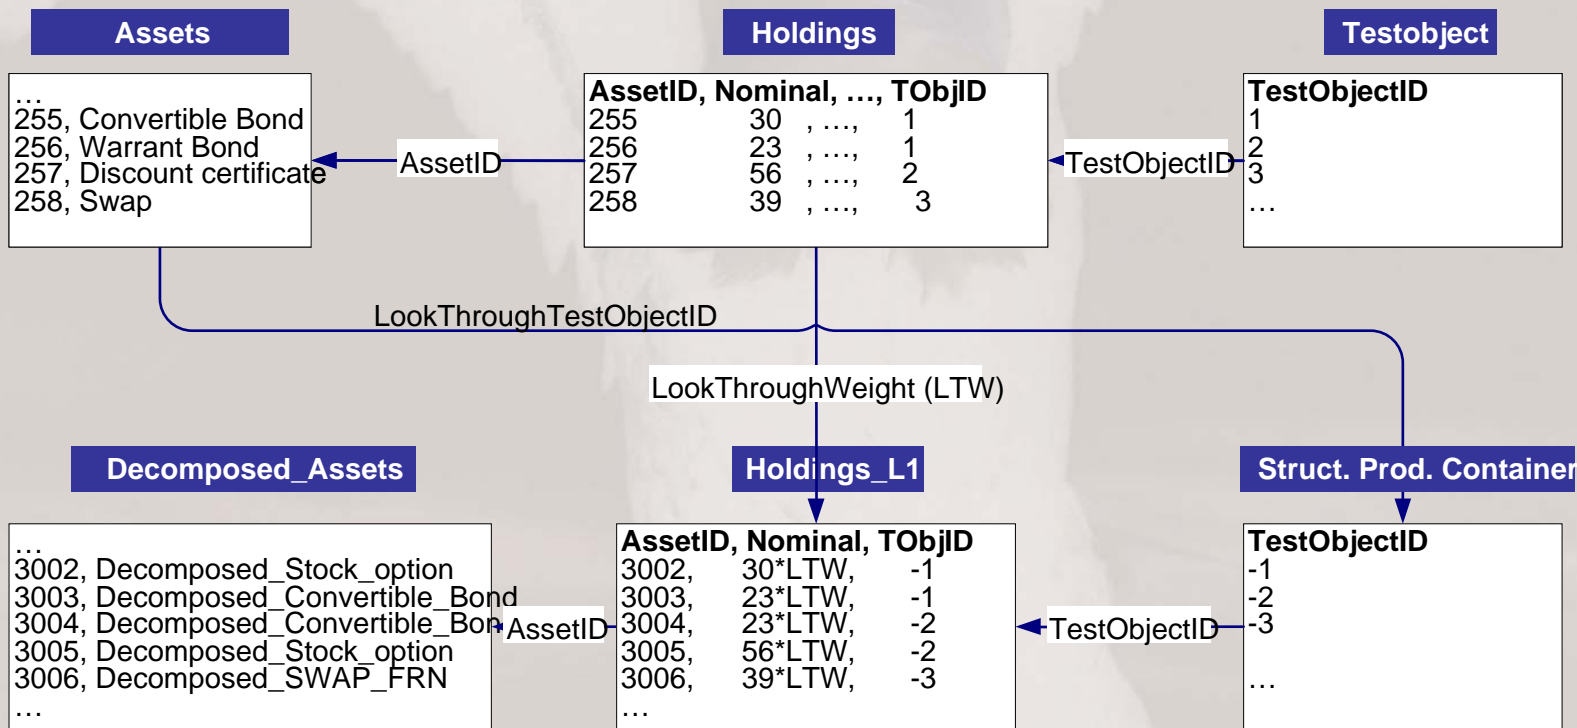 Assets
Holdings
Testobject
…
255, Convertible Bond
256, Warrant Bond
257, Discount certificate
258, Swap
AssetID
AssetID, Nominal, …, TObjID
255 30 , …, 1
256 23 , …, 1
257 56 , …, 2
258 39 , …, 3
TestObjectID
TestObjectID
1
2
3
…
LookThroughTestObjectID
LookThroughWeight (LTW)
Decomposed_Assets
Holdings_L1
Struct. Prod. Container
…
3002, Decomposed_Stock_option
3003, Decomposed_Convertible_Bond
3004, Decomposed_Convertible_Bon
3005, Decomposed_Stock_option
3006, Decomposed_SWAP_FRN
…
AssetID
AssetID, Nominal, TObjID
3002, 30*LTW, -1
3003, 23*LTW, -1
3004, 23*LTW, -2
3005, 56*LTW, -2
3006, 39*LTW, -3
…
TestObjectID
TestObjectID
-1
-2
-3
…